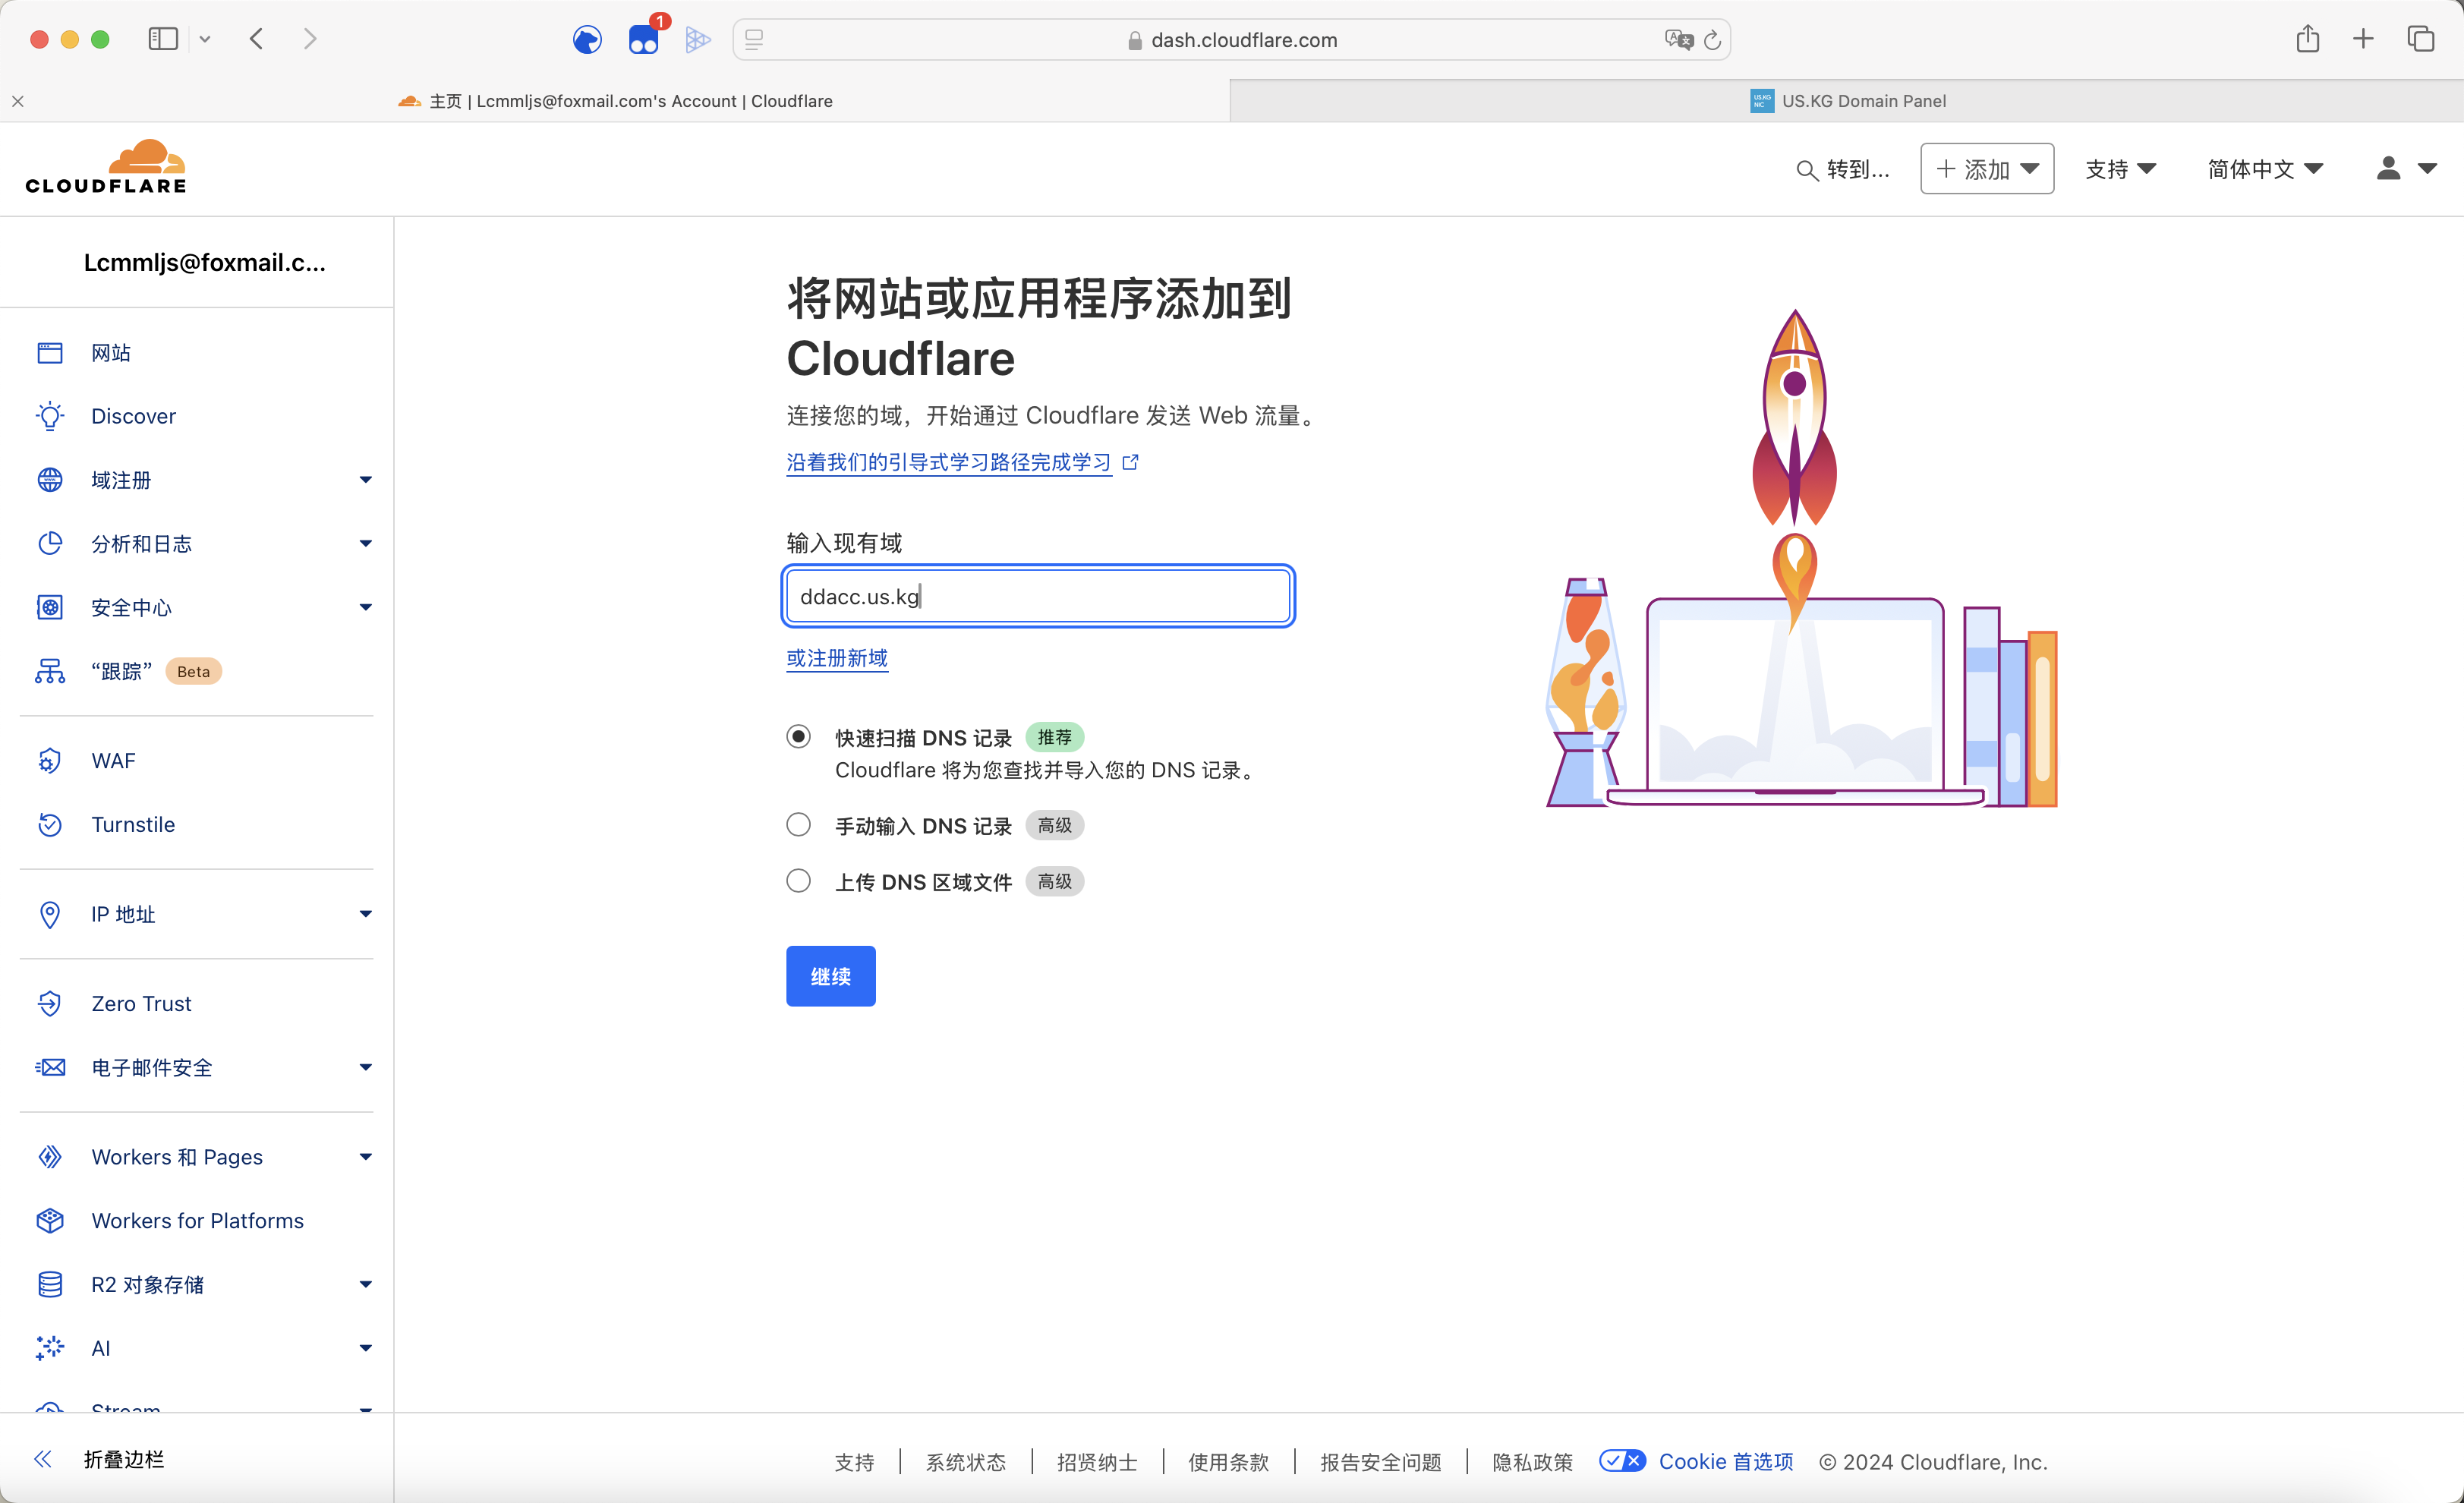 1
dash.cloudflare.com
主页 | Lcmmljs@foxmail.com's Account | Cloudflare
US.KG NIC
US.KG Domain Panel
CLOUDFLARE
转到...
添加
支持
简体中文
Lcmmljs@foxmail.c...
网站
Discover
域注册
分析和日志
安全中心
“跟踪” Beta
WAF
Turnstile
IP 地址
Zero Trust
电子邮件安全
Workers 和 Pages
Workers for Platforms
R2 对象存储
AI
Stream
折叠边栏
将网站或应用程序添加到
Cloudflare
连接您的域，开始通过 Cloudflare 发送 Web 流量。
沿着我们的引导式学习路径完成学习
输入现有域
ddacc.us.kg
或注册新域
快速扫描 DNS 记录 推荐
Cloudflare 将为您查找并导入您的 DNS 记录。
手动输入 DNS 记录 高级
上传 DNS 区域文件 高级
继续
支持 | 系统状态 | 招贤纳士 | 使用条款 | 报告安全问题 | 隐私政策 Cookie 首选项 © 2024 Cloudflare, Inc.